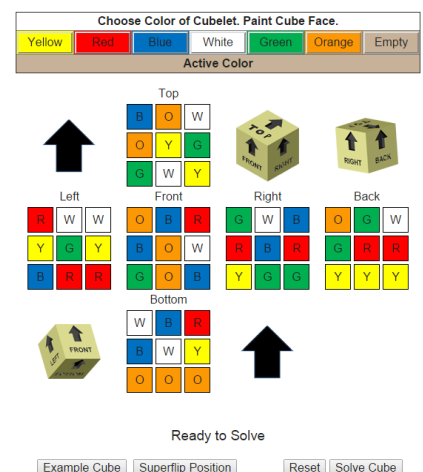 Choose Color of Cubelet. Paint Cube Face.
Yellow Red Blue White Green Orange Empty
Active Color
Top
B O W
O Y G
G W Y
TOP
FRONT
RIGHT
RIGHT
BACK
Left Front Right Back
R W W O B R G W B O G W
Y G Y B O W R B R G R R
B R R G O B Y G G Y Y Y
Bottom
W B R
B W Y
O O O
LEFT
FRONT
Ready to Solve
Example Cube Superflip Position Reset Solve Cube